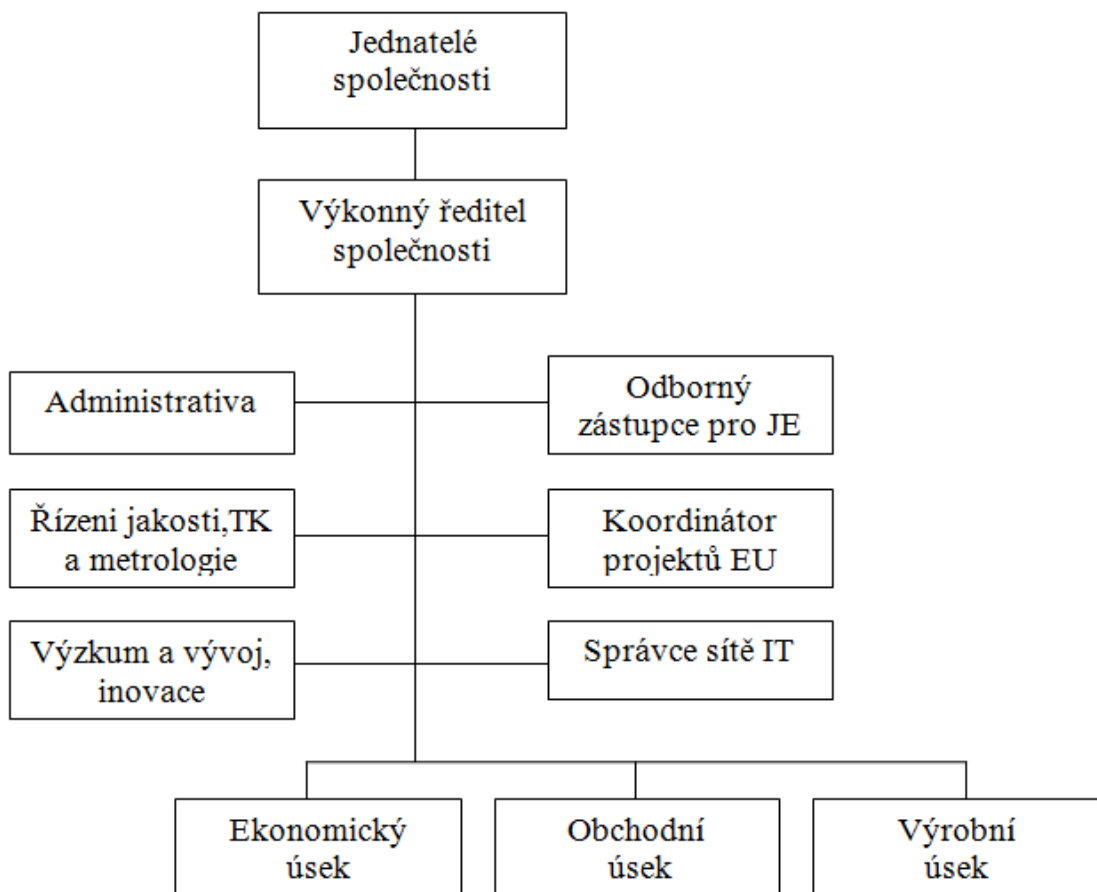 Jednatelé
společnosti
Výkonný ředitel
společnosti
Administrativa
Odborný
zástupce pro JE
Řízeni jakosti,TK
a metrologie
Koordinátor
projektů EU
Výzkum a vývoj,
inovace
Správce sítě IT
Ekonomický
úsek
Obchodní
úsek
Výrobní
úsek